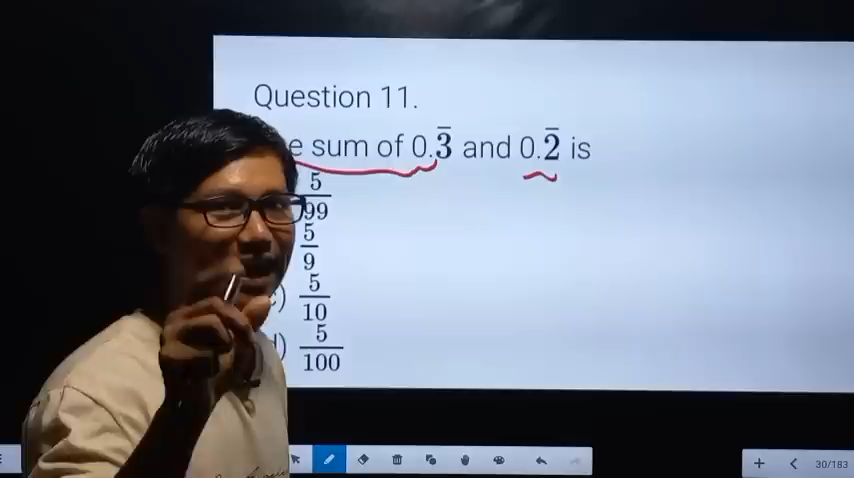 Question 11.
e sum of 0.3̅ and 0.2̅ is
5/99
5/9
c) 5/10
d) 5/100
30/183